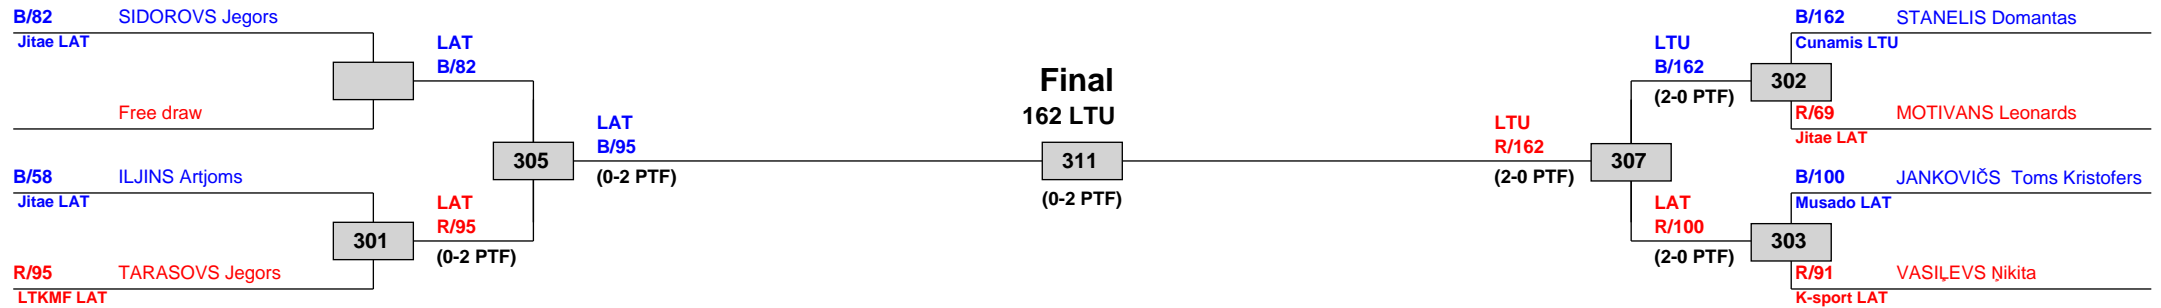 B/82 SIDOROVS Jegors
Jitae LAT
LAT
B/82
Free draw
B/58 ILJINS Artjoms
Jitae LAT
301
LAT
R/95
(0-2 PTF)
R/95 TARASOVS Jegors
LTKMF LAT
305
LAT
B/95
(0-2 PTF)
Final
162 LTU
311
(0-2 PTF)
LTU
R/162
(2-0 PTF)
307
LTU
B/162
(2-0 PTF)
LAT
R/100
(2-0 PTF)
B/162 STANELIS Domantas
Cunamis LTU
302
R/69 MOTIVANS Leonards
Jitae LAT
B/100 JANKOVIČS Toms Kristofers
Musado LAT
303
R/91 VASIĻEVS Ņikita
K-sport LAT